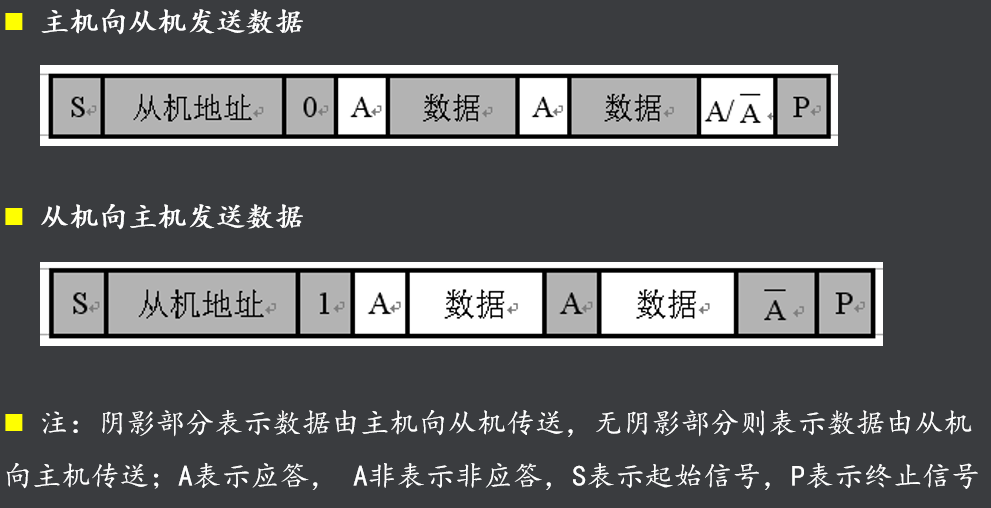 主机向从机发送数据
S 从机地址 0 A 数据 A 数据 A/A̅ P
从机向主机发送数据
S 从机地址 1 A 数据 A 数据 A̅ P
注：阴影部分表示数据由主机向从机传送，无阴影部分则表示数据由从机
向主机传送；A表示应答， A非表示非应答，S表示起始信号，P表示终止信号